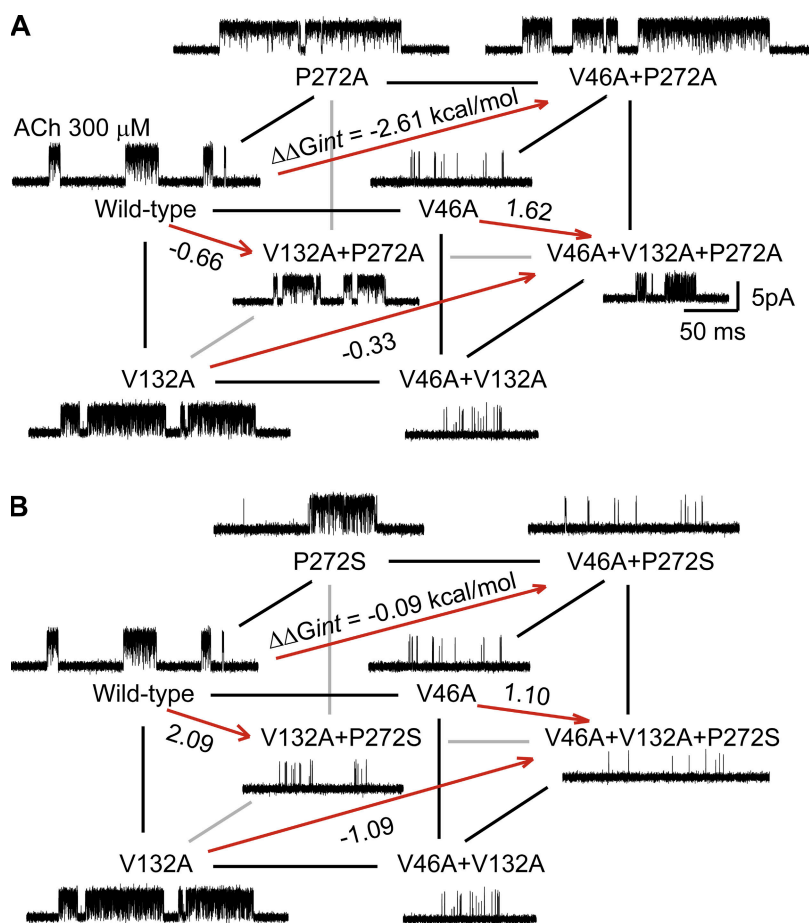 A
P272A
V46A+P272A
ACh 300 μM
ΔΔGint = -2.61 kcal/mol
Wild-type
V46A
1.62
-0.66
V132A+P272A
V46A+V132A+P272A
5pA
50 ms
-0.33
V132A
V46A+V132A
B
P272S
V46A+P272S
ΔΔGint = -0.09 kcal/mol
Wild-type
V46A
1.10
2.09
V132A+P272S
V46A+V132A+P272S
-1.09
V132A
V46A+V132A